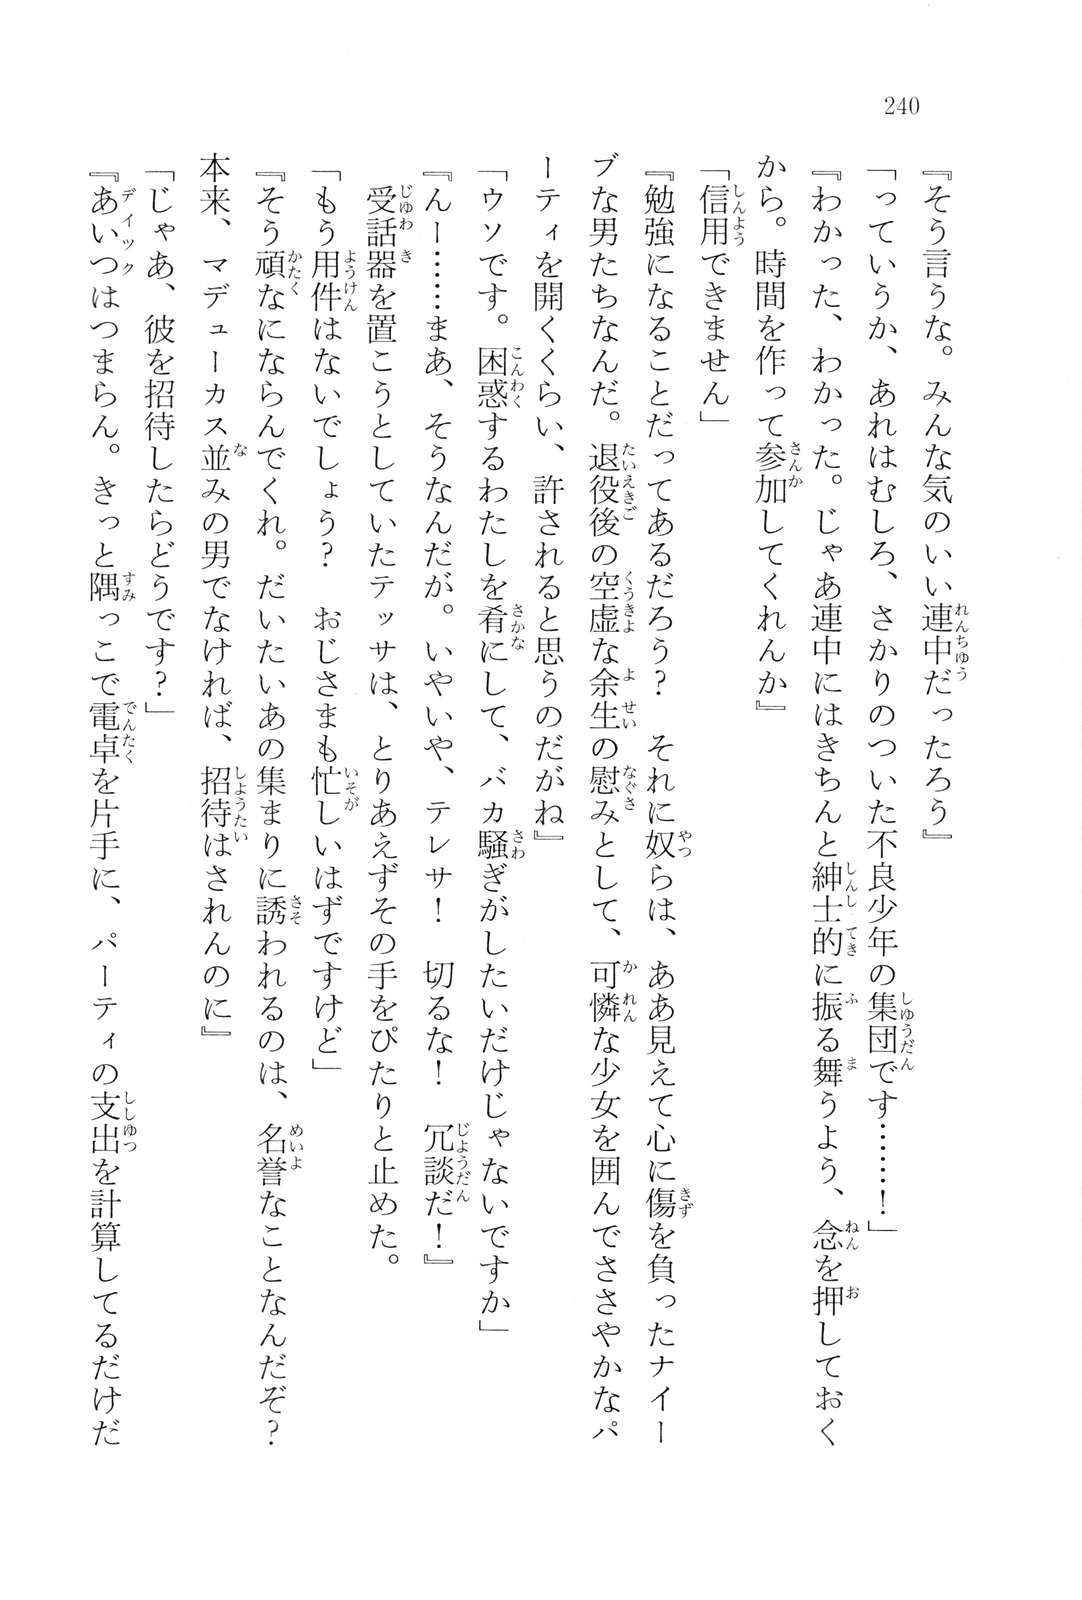 240
『そう言うな。みんな気のいい連中だったろう』
「っていうか、あれはむしろ、さかりのついた不良少年の集団です……！」
『わかった、わかった。じゃあ連中にはきちんと紳士的に振る舞うよう、念を押しておく
から。時間を作って参加してくれんか』
「信用できません」
『勉強になることだってあるだろう？　それに奴らは、ああ見えて心に傷を負ったナイー
ブな男たちなんだ。退役後の空虚な余生の慰みとして、可憐な少女を囲んでささやかなパ
ーティを開くくらい、許されると思うのだがね』
「ウソです。困惑するわたしを肴にして、バカ騒ぎがしたいだけじゃないですか」
『んー……まあ、そうなんだが。いやいや、テレサ！　切るな！　冗談だ！』
　受話器を置こうとしていたテッサは、とりあえずその手をぴたりと止めた。
「もう用件はないでしょう？　おじさまも忙しいはずですけど」
『そう頑なにならんでくれ。だいたいあの集まりに誘われるのは、名誉なことなんだぞ？
本来、マデューカス並みの男でなければ、招待はされんのに』
「じゃあ、彼を招待したらどうです？」
『あいつはつまらん。きっと隅っこで電卓を片手に、パーティの支出を計算してるだけだ